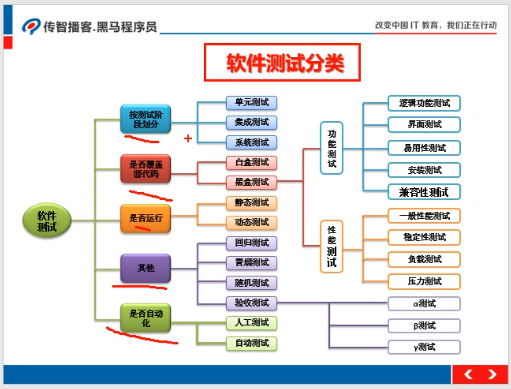 传智播客.黑马程序员
改变中国 IT 教育，我们正在行动
软件测试分类
软件
测试
按测试阶
段划分
单元测试
集成测试
系统测试
是否覆盖
源代码
白盒测试
黑盒测试
功能测试
逻辑功能测试
界面测试
易用性测试
安装测试
兼容性测试
性能测试
一般性能测试
稳定性测试
负载测试
压力测试
是否运行
静态测试
动态测试
其他
回归测试
冒烟测试
随机测试
验收测试
α测试
β测试
γ测试
是否自动
化
人工测试
自动测试